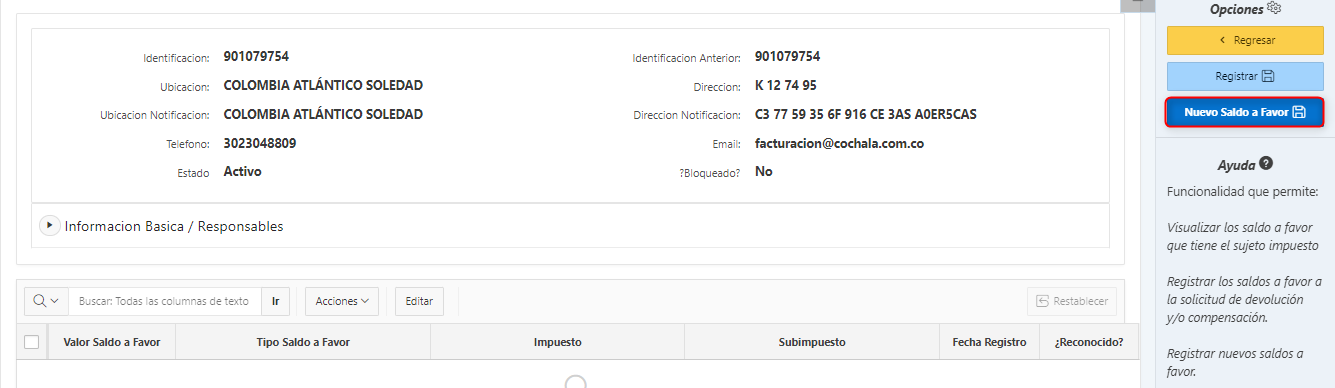 Identificacion: 901079754 Identificacion Anterior: 901079754
Ubicacion: COLOMBIA ATLÁNTICO SOLEDAD Direccion: K 12 74 95
Ubicacion Notificacion: COLOMBIA ATLÁNTICO SOLEDAD Direccion Notificacion: C3 77 59 35 6F 916 CE 3AS A0ER5CAS
Telefono: 3023048809 Email: facturacion@cochala.com.co
Estado Activo ?Bloqueado? No
Informacion Basica / Responsables
Buscar: Todas las columnas de texto Ir Acciones Editar Restablecer
Valor Saldo a Favor Tipo Saldo a Favor Impuesto Subimpuesto Fecha Registro ¿Reconocido?
Opciones
Regresar
Registrar
Nuevo Saldo a Favor
Ayuda
Funcionalidad que permite:
Visualizar los saldo a favor
que tiene el sujeto impuesto
Registrar los saldos a favor a
la solicitud de devolución
y/o compensación.
Registrar nuevos saldos a
favor.